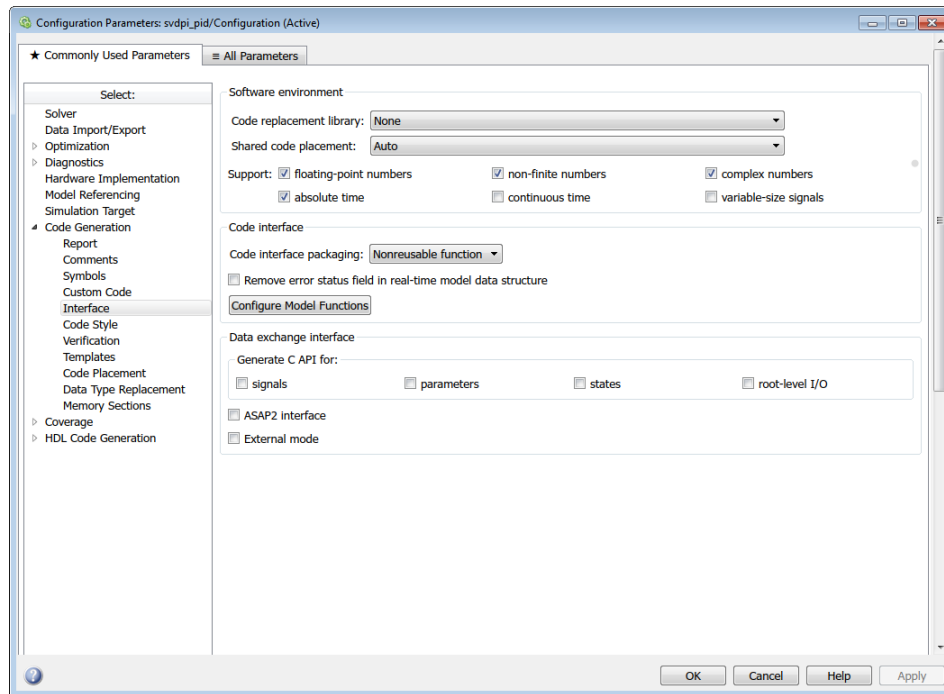 Configuration Parameters: svdpi_pid/Configuration (Active)
★ Commonly Used Parameters
≡ All Parameters
Select:
Solver
Data Import/Export
Optimization
Diagnostics
Hardware Implementation
Model Referencing
Simulation Target
Code Generation
Report
Comments
Symbols
Custom Code
Interface
Code Style
Verification
Templates
Code Placement
Data Type Replacement
Memory Sections
Coverage
HDL Code Generation
Software environment
Code replacement library: None
Shared code placement: Auto
Support: floating-point numbers non-finite numbers complex numbers
absolute time continuous time variable-size signals
Code interface
Code interface packaging: Nonreusable function
Remove error status field in real-time model data structure
Configure Model Functions
Data exchange interface
Generate C API for:
signals parameters states root-level I/O
ASAP2 interface
External mode
OK Cancel Help Apply